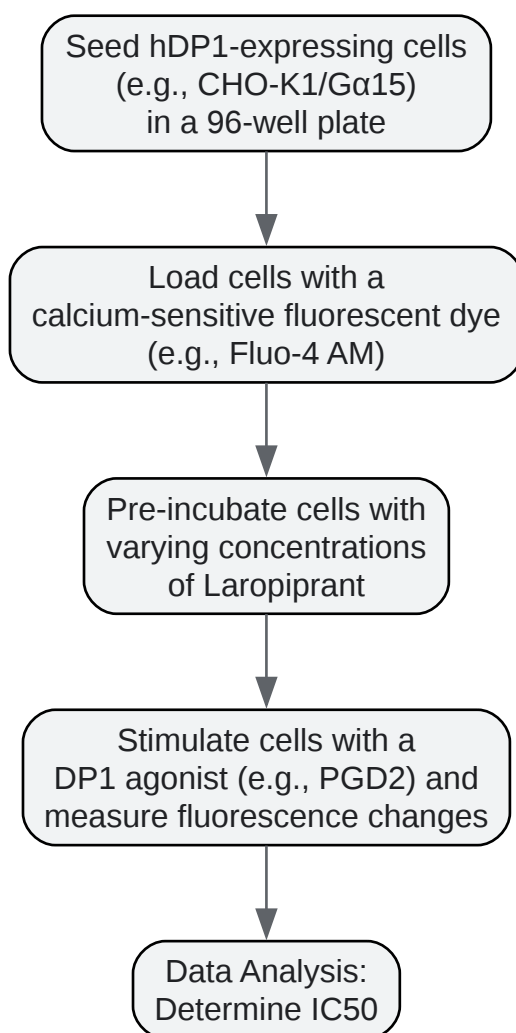 Seed hDP1-expressing cells
(e.g., CHO-K1/Gα15)
in a 96-well plate
Load cells with a
calcium-sensitive fluorescent dye
(e.g., Fluo-4 AM)
Pre-incubate cells with
varying concentrations
of Laropiprant
Stimulate cells with a
DP1 agonist (e.g., PGD2) and
measure fluorescence changes
Data Analysis:
Determine IC50